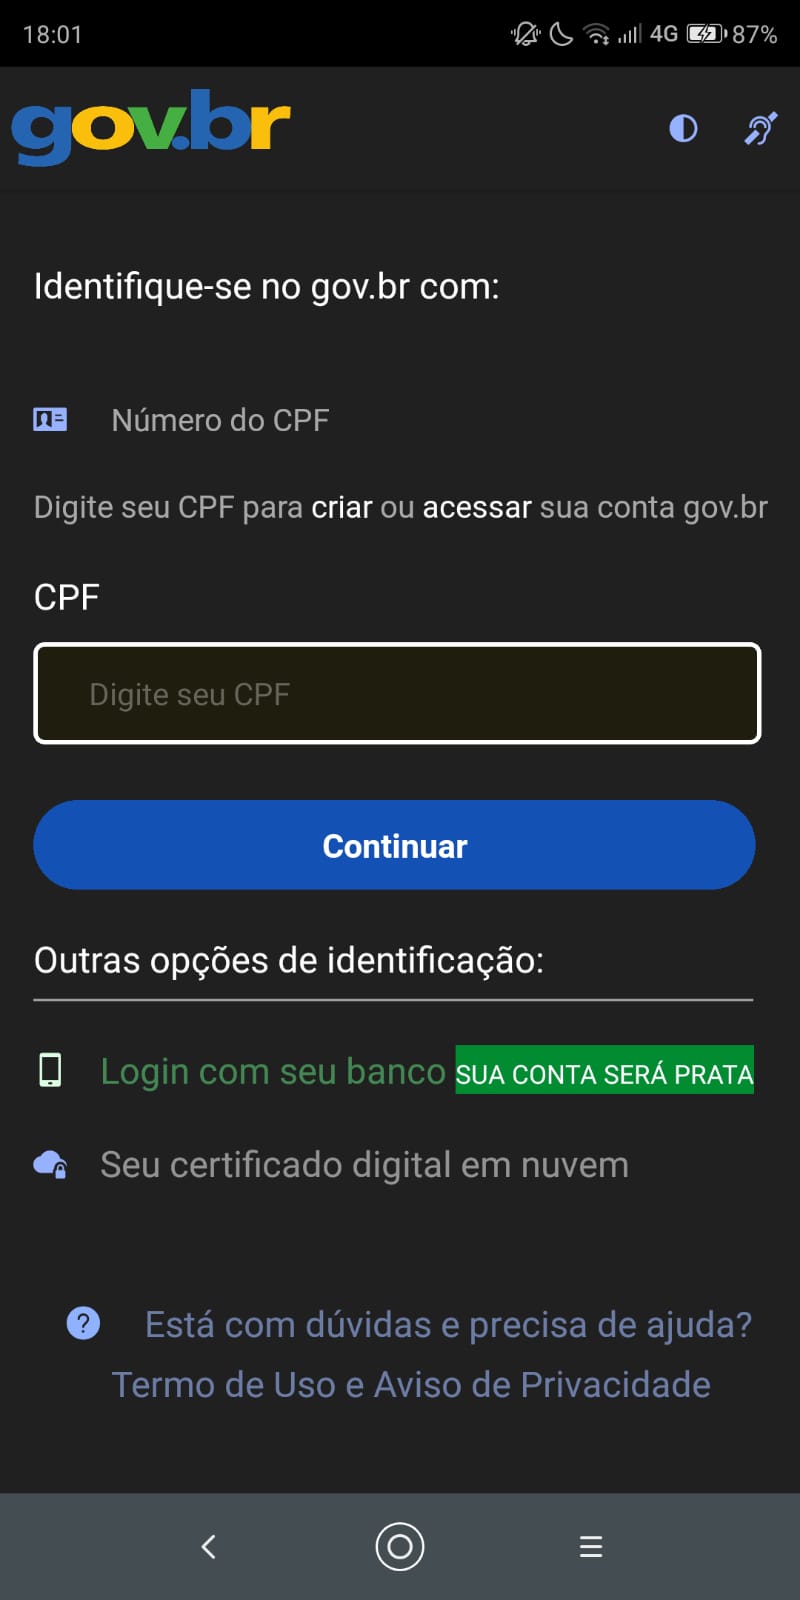 18:01 4G 87%
gov.br
Identifique-se no gov.br com:
Número do CPF
Digite seu CPF para criar ou acessar sua conta gov.br
CPF
Digite seu CPF
Continuar
Outras opções de identificação:
Login com seu banco SUA CONTA SERÁ PRATA
Seu certificado digital em nuvem
? Está com dúvidas e precisa de ajuda?
Termo de Uso e Aviso de Privacidade